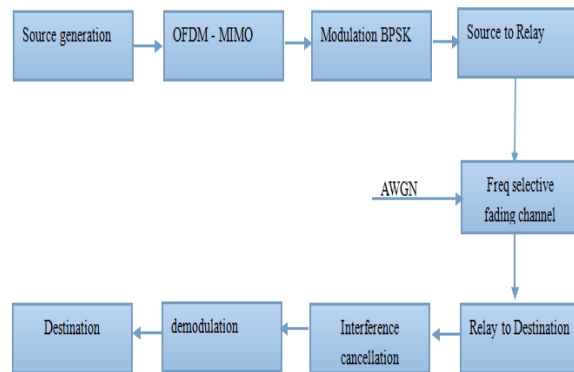 Source generation
OFDM - MIMO
Modulation BPSK
Source to Relay
AWGN
Freq selective
fading channel
Destination
demodulation
Interference
cancellation
Relay to Destination